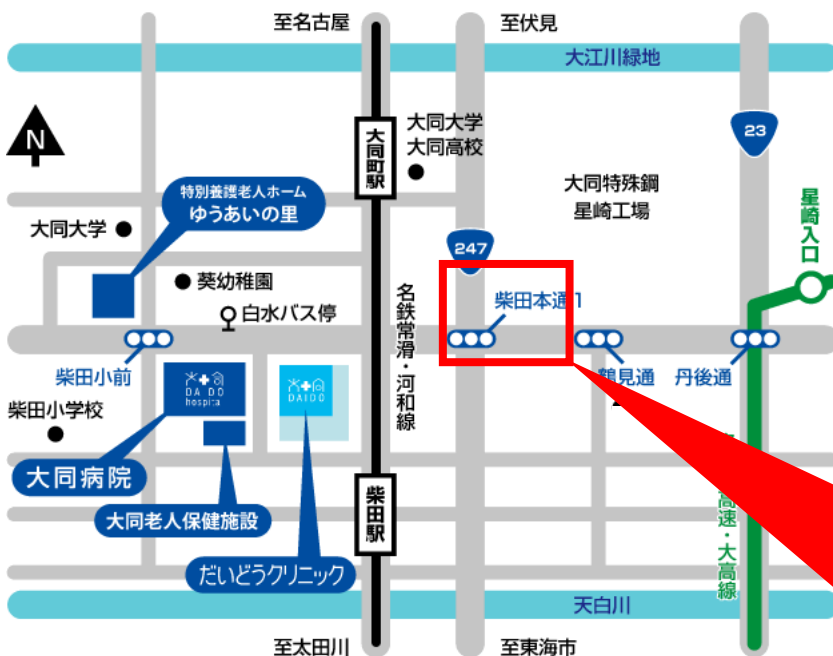 至名古屋
至伏見
大江川緑地
N
大同町駅
大同大学
大同高校
23
特別養護老人ホーム
ゆうあいの里
大同特殊鋼
星崎工場
大同大学
星崎入口
247
葵幼稚園
名鉄常滑・河和線
柴田本通1
白水バス停
柴田小前
鶴見通
丹後通
DAIDO
hospita
DAIDO
柴田小学校
大同病院
柴田駅
高速・大高線
大同老人保健施設
だいどうクリニック
天白川
至太田川
至東海市